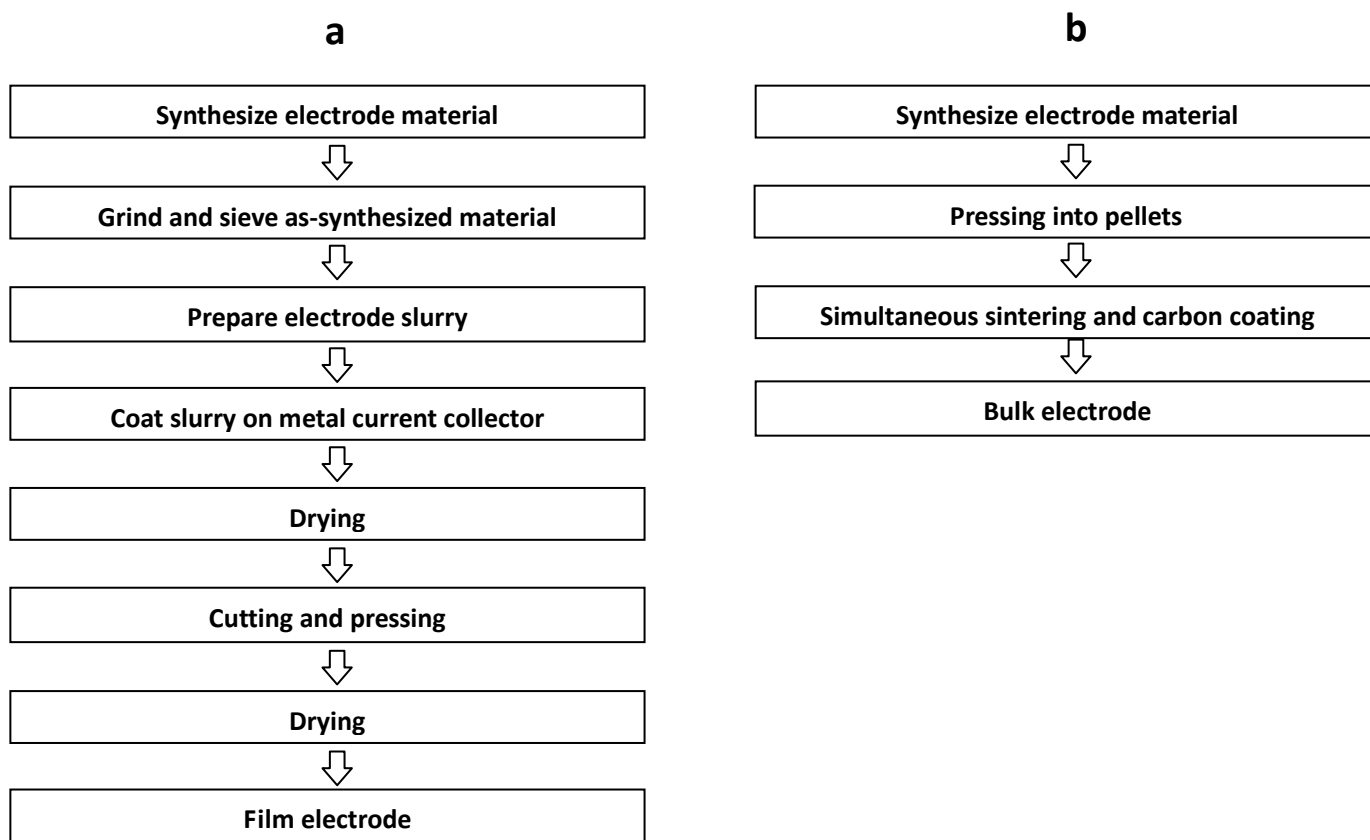 a
Synthesize electrode material
Grind and sieve as-synthesized material
Prepare electrode slurry
Coat slurry on metal current collector
Drying
Cutting and pressing
Drying
Film electrode
b
Synthesize electrode material
Pressing into pellets
Simultaneous sintering and carbon coating
Bulk electrode